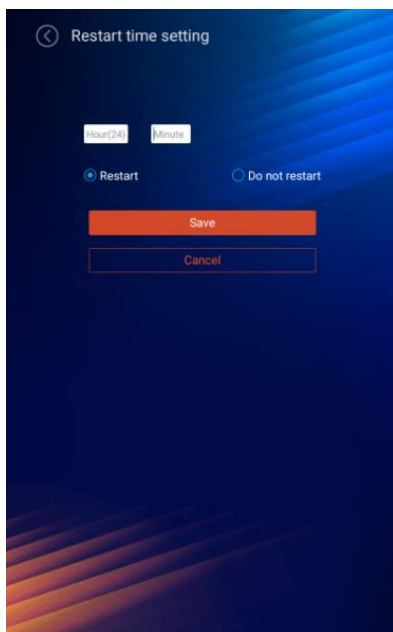 Restart time setting
Hour(24) Minute
Restart Do not restart
Save
Cancel